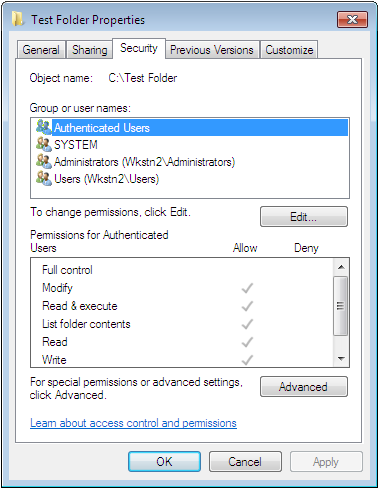 Test Folder Properties
General Sharing Security Previous Versions Customize
Object name: C:\Test Folder
Group or user names:
Authenticated Users
SYSTEM
Administrators (Wkstn2\Administrators)
Users (Wkstn2\Users)
To change permissions, click Edit.
Edit...
Permissions for Authenticated
Users Allow Deny
Full control
Modify
Read & execute
List folder contents
Read
Write
For special permissions or advanced settings,
click Advanced.
Advanced
Learn about access control and permissions
OK Cancel Apply